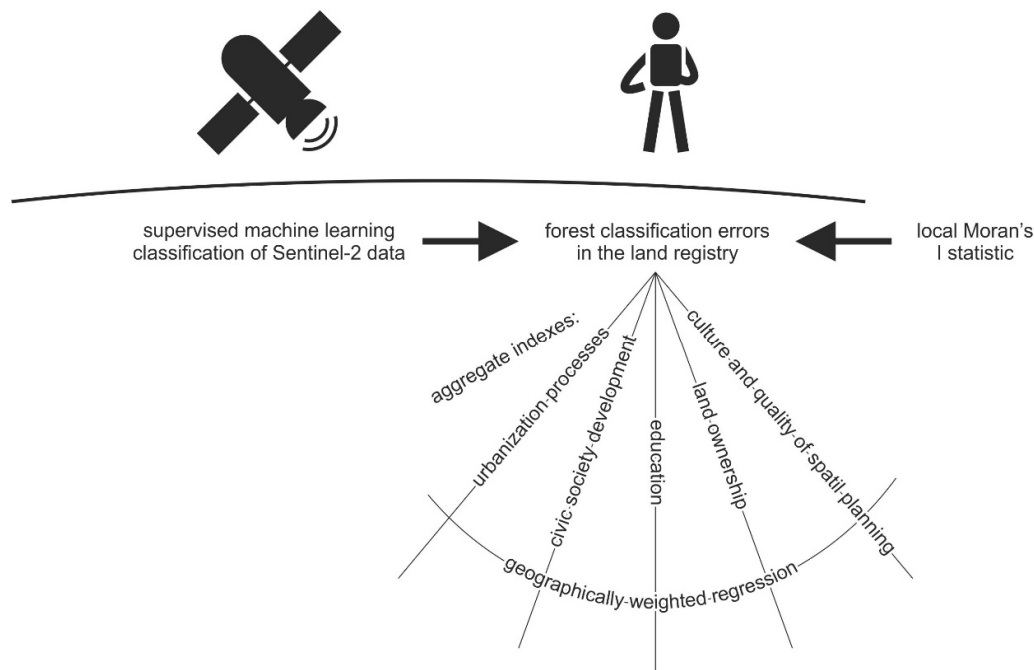 supervised machine learning
classification of Sentinel-2 data
forest classification errors
in the land registry
local Moran's
I statistic
aggregate indexes:
urbanization processes
civic society development
education
land ownership
culture and quality of spatil planning
geographically weighted regression